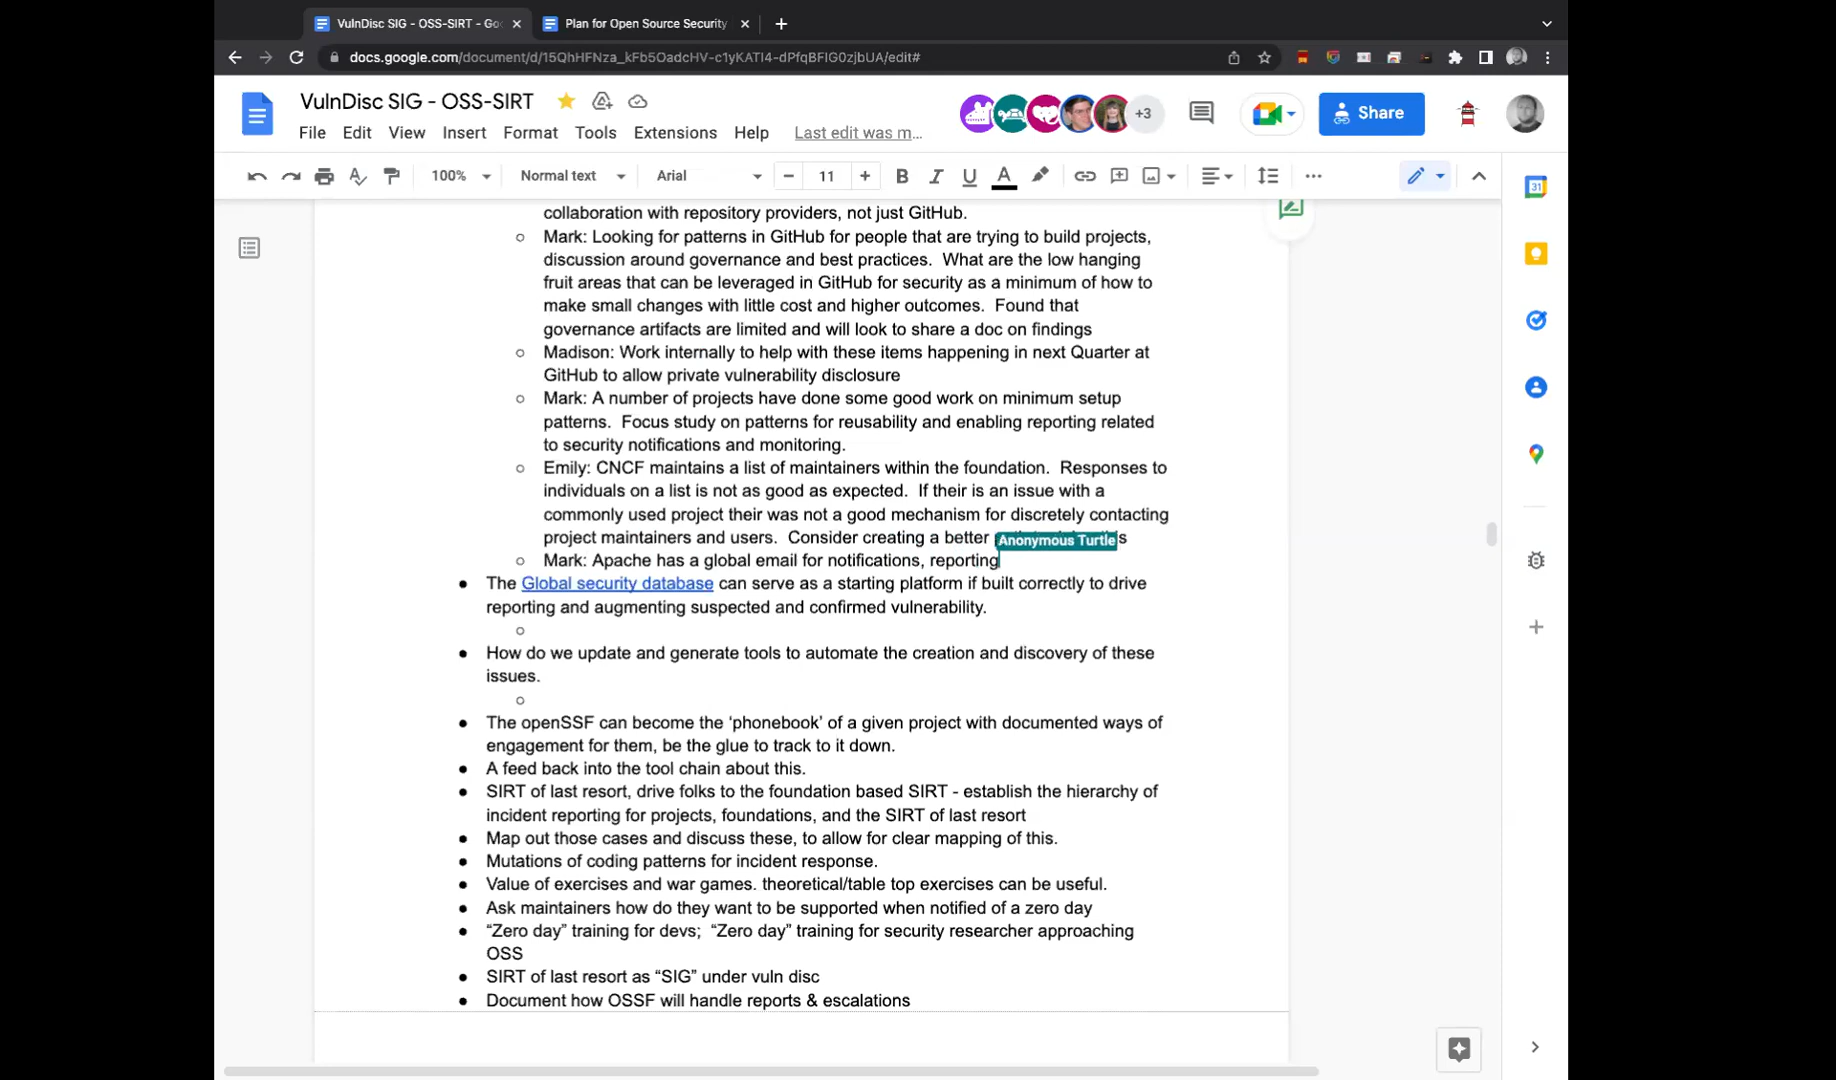 VulnDisc SIG - OSS-SIRT - Go
Plan for Open Source Security
docs.google.com/document/d/15QhHFNza_kFb5OadcHV-c1yKATI4-dPfqBFIG0zjbUA/edit#
VulnDisc SIG - OSS-SIRT
+3
Share
File Edit View Insert Format Tools Extensions Help Last edit was m...
100% Normal text Arial 11 B I U A
31
collaboration with repository providers, not just GitHub.
Mark: Looking for patterns in GitHub for people that are trying to build projects,
discussion around governance and best practices. What are the low hanging
fruit areas that can be leveraged in GitHub for security as a minimum of how to
make small changes with little cost and higher outcomes. Found that
governance artifacts are limited and will look to share a doc on findings
Madison: Work internally to help with these items happening in next Quarter at
GitHub to allow private vulnerability disclosure
Mark: A number of projects have done some good work on minimum setup
patterns. Focus study on patterns for reusability and enabling reporting related
to security notifications and monitoring.
Emily: CNCF maintains a list of maintainers within the foundation. Responses to
individuals on a list is not as good as expected. If their is an issue with a
commonly used project their was not a good mechanism for discretely contacting
project maintainers and users. Consider creating a better
Anonymous Turtle
Mark: Apache has a global email for notifications, reporting
The Global security database can serve as a starting platform if built correctly to drive
reporting and augmenting suspected and confirmed vulnerability.
How do we update and generate tools to automate the creation and discovery of these
issues.
The openSSF can become the ‘phonebook’ of a given project with documented ways of
engagement for them, be the glue to track to it down.
A feed back into the tool chain about this.
SIRT of last resort, drive folks to the foundation based SIRT - establish the hierarchy of
incident reporting for projects, foundations, and the SIRT of last resort
Map out those cases and discuss these, to allow for clear mapping of this.
Mutations of coding patterns for incident response.
Value of exercises and war games. theoretical/table top exercises can be useful.
Ask maintainers how do they want to be supported when notified of a zero day
“Zero day” training for devs; “Zero day” training for security researcher approaching
OSS
SIRT of last resort as “SIG” under vuln disc
Document how OSSF will handle reports & escalations